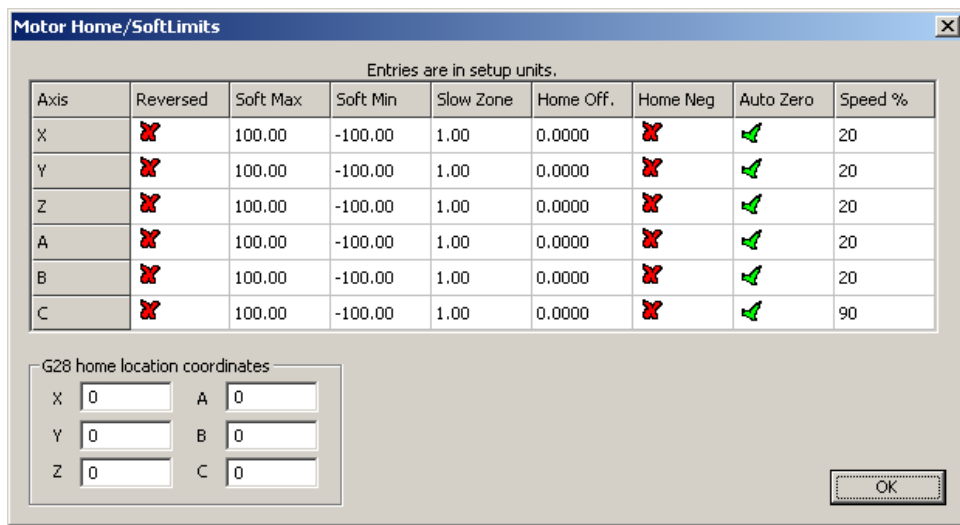 Motor Home/SoftLimits
Entries are in setup units.
Axis Reversed Soft Max Soft Min Slow Zone Home Off. Home Neg Auto Zero Speed %
X 100.00 -100.00 1.00 0.0000 20
Y 100.00 -100.00 1.00 0.0000 20
Z 100.00 -100.00 1.00 0.0000 20
A 100.00 -100.00 1.00 0.0000 20
B 100.00 -100.00 1.00 0.0000 20
C 100.00 -100.00 1.00 0.0000 90
G28 home location coordinates
X 0 A 0
Y 0 B 0
Z 0 C 0
OK